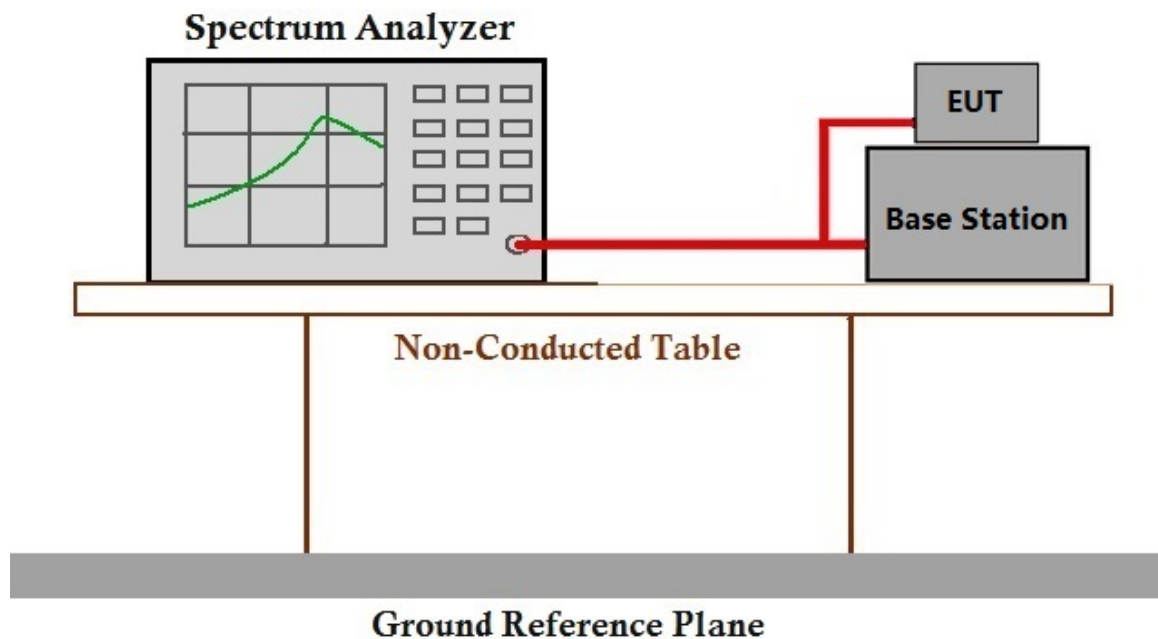 Spectrum Analyzer
EUT
Base Station
Non-Conducted Table
Ground Reference Plane